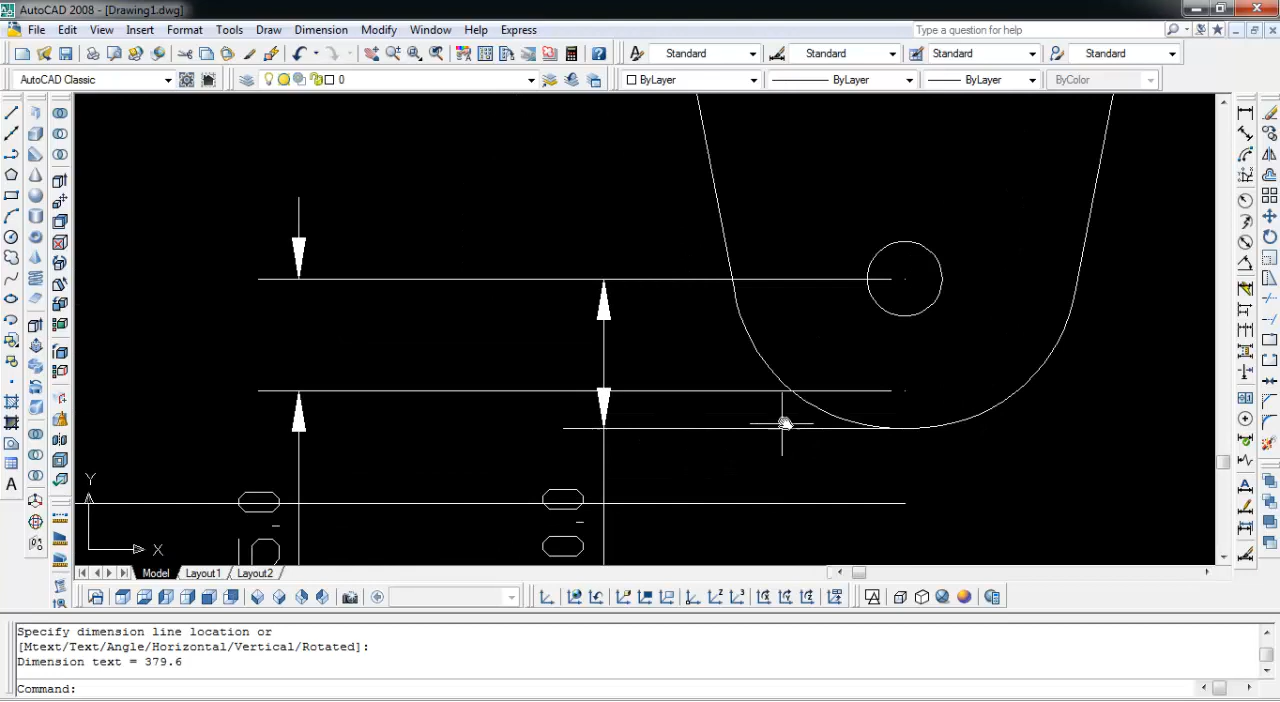 AutoCAD 2008 - [Drawing1.dwg]
File Edit View Insert Format Tools Draw Dimension Modify Window Help Express
Type a question for help
Standard Standard Standard Standard
AutoCAD Classic 0 ByLayer ByLayer ByLayer ByColor
A
Y
X
Model Layout1 Layout2
Specify dimension line location or
[Mtext/Text/Angle/Horizontal/Vertical/Rotated]:
Dimension text = 379.6
Command: